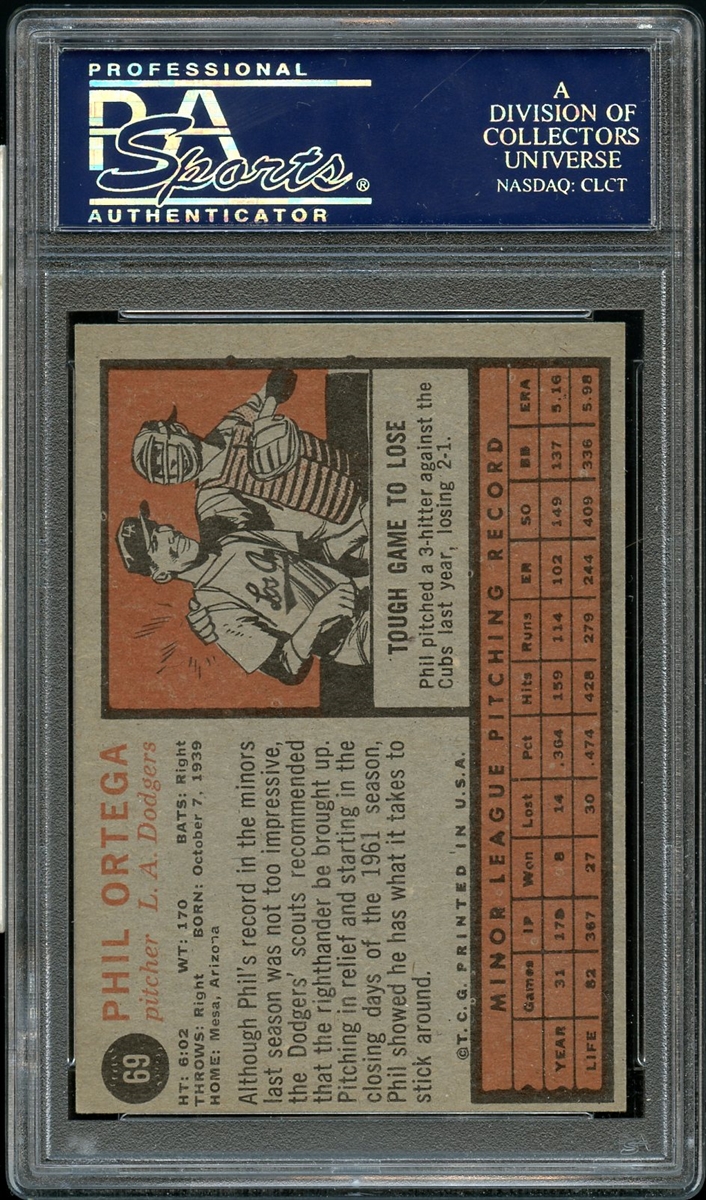 PROFESSIONAL
PSA
Sports®
AUTHENTICATOR
A
DIVISION OF
COLLECTORS
UNIVERSE
NASDAQ: CLCT
69
PHIL ORTEGA
pitcher L. A. Dodgers
HT: 6:02 WT: 170 BATS: Right
THROWS: Right BORN: October 7, 1939
HOME: Mesa, Arizona
Although Phil's record in the minors
last season was not too impressive,
the Dodgers' scouts recommended
that the righthander be brought up.
Pitching in relief and starting in the
closing days of the 1961 season,
Phil showed he has what it takes to
stick around.
©T. C. G. PRINTED IN U.S.A.
LA
Los An
TOUGH GAME TO LOSE
Phil pitched a 3-hitter against the
Cubs last year, losing 2-1.
MINOR LEAGUE PITCHING RECORD
Games IP Won Lost Pct Hits Runs ER SO BB ERA
YEAR 31 178 8 14 .364 159 114 102 149 137 5.16
LIFE 82 367 27 30 .474 428 279 244 409 336 5.98